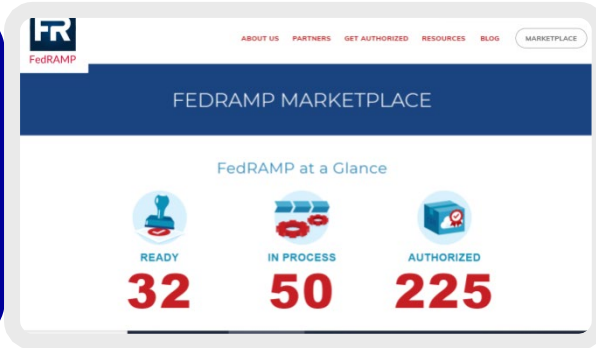 FR
FedRAMP
ABOUT US PARTNERS GET AUTHORIZED RESOURCES BLOG MARKETPLACE
FEDRAMP MARKETPLACE
FedRAMP at a Glance
READY IN PROCESS AUTHORIZED
32 50 225